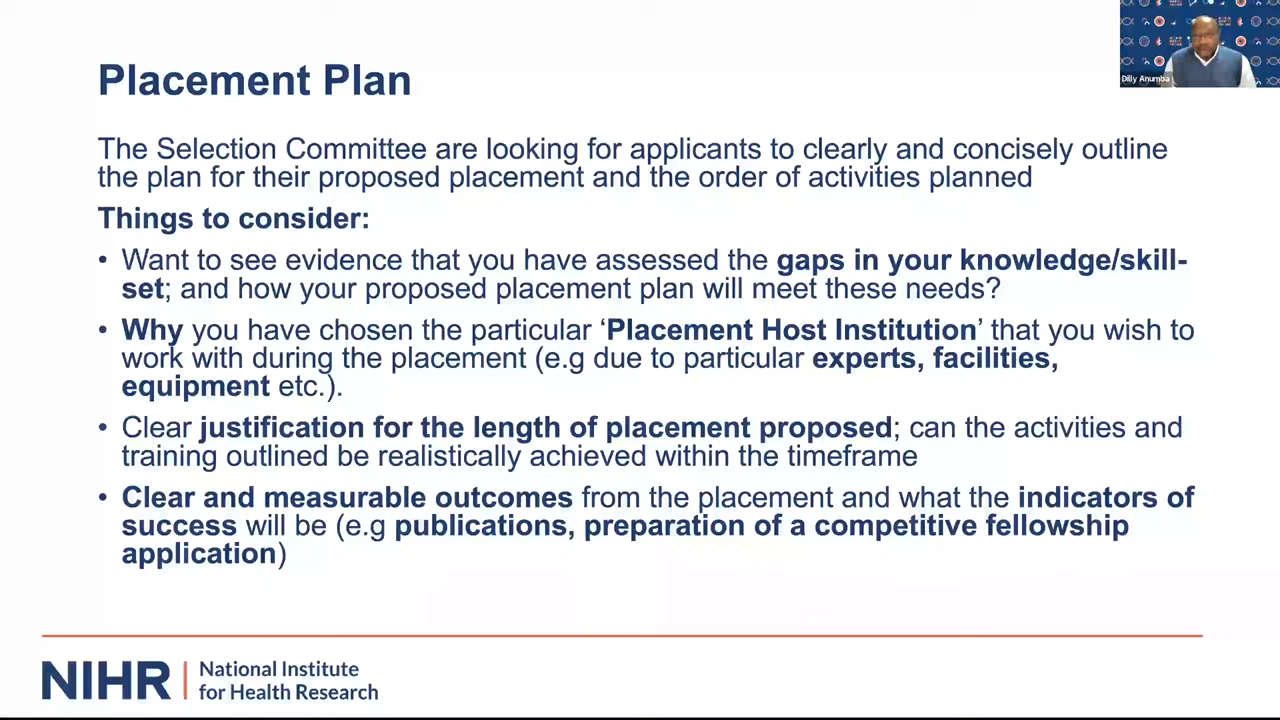 Placement Plan
Dilly Anumba
The Selection Committee are looking for applicants to clearly and concisely outline
the plan for their proposed placement and the order of activities planned
Things to consider:
• Want to see evidence that you have assessed the gaps in your knowledge/skill-
set; and how your proposed placement plan will meet these needs?
• Why you have chosen the particular ‘Placement Host Institution’ that you wish to
work with during the placement (e.g due to particular experts, facilities,
equipment etc.).
• Clear justification for the length of placement proposed; can the activities and
training outlined be realistically achieved within the timeframe
• Clear and measurable outcomes from the placement and what the indicators of
success will be (e.g publications, preparation of a competitive fellowship
application)
NIHR | National Institute
for Health Research